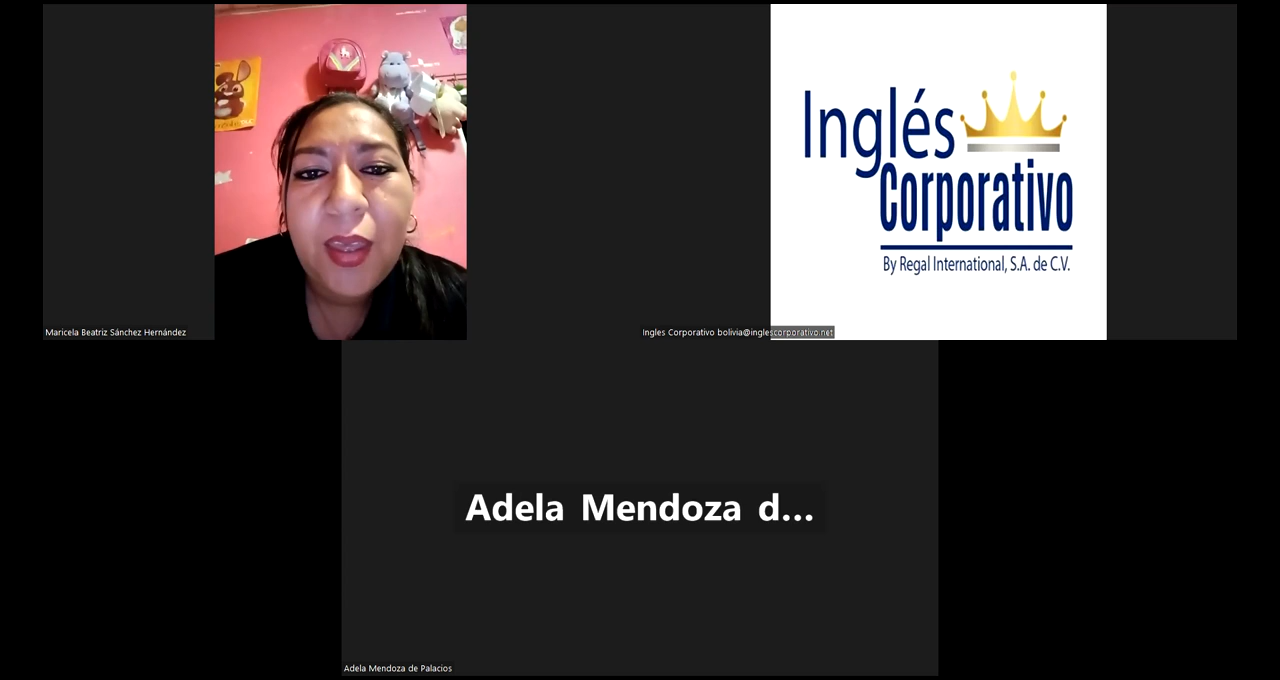 Maricela Beatriz Sánchez Hernández
Inglés
Corporativo
By Regal International, S.A. de C.V.
Ingles Corporativo bolivia@inglescorporativo.net
Adela Mendoza d...
Adela Mendoza de Palacios